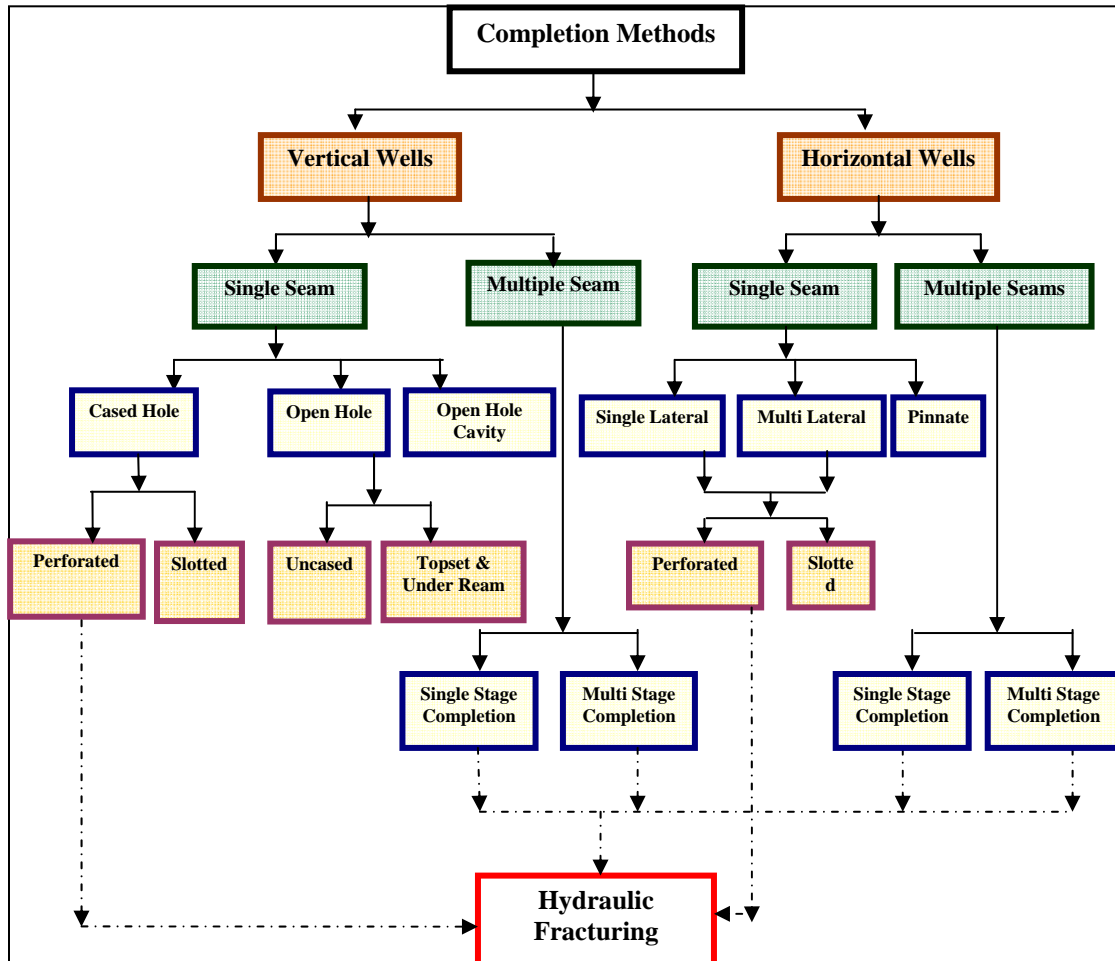 Completion Methods
Vertical Wells
Horizontal Wells
Single Seam
Multiple Seam
Single Seam
Multiple Seams
Cased Hole
Open Hole
Open Hole
Cavity
Single Lateral
Multi Lateral
Pinnate
Perforated
Slotted
Uncased
Topset &
Under Ream
Perforated
Slotte
d
Single Stage
Completion
Multi Stage
Completion
Single Stage
Completion
Multi Stage
Completion
Hydraulic
Fracturing